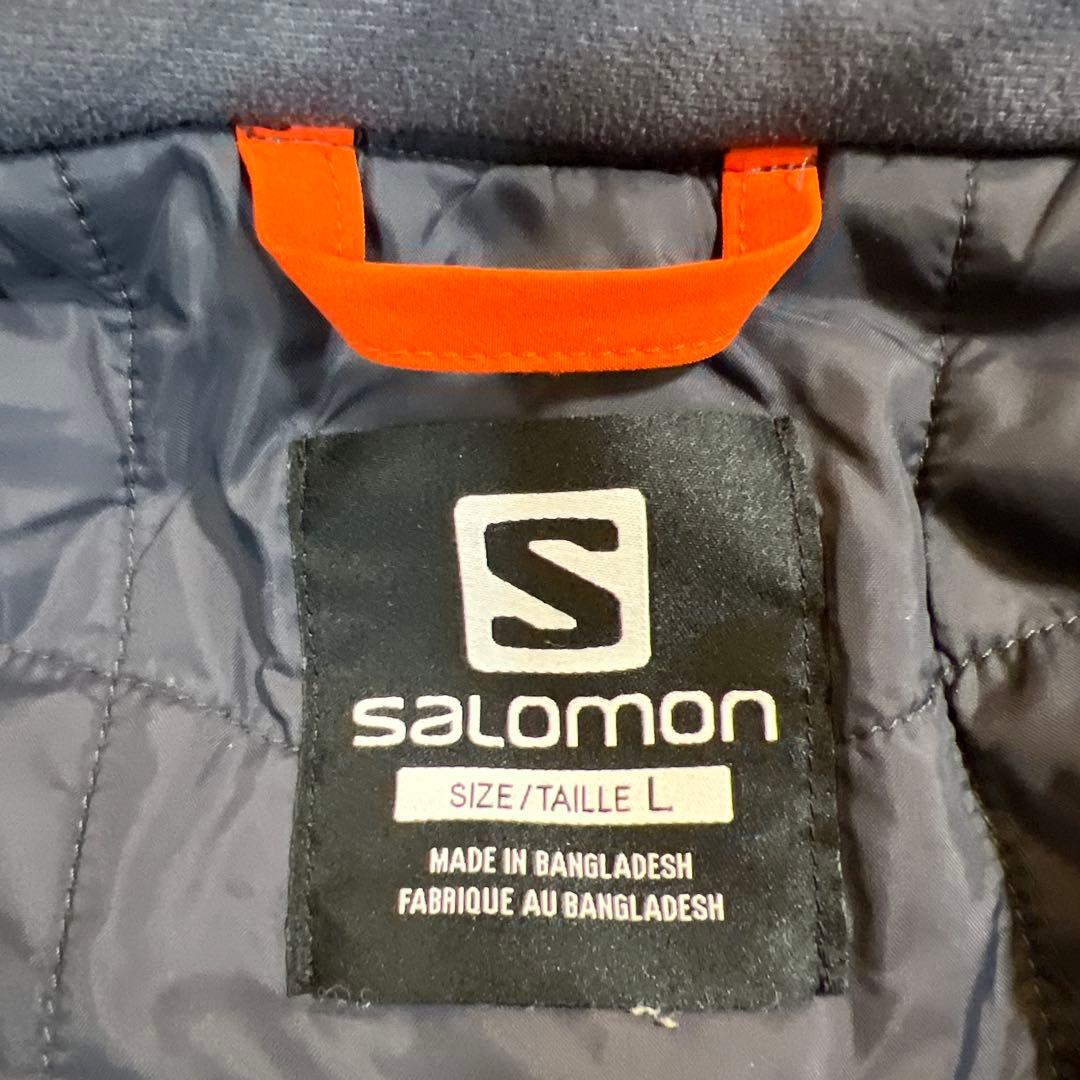 S
SALOMON
SIZE/TAILLE L
MADE IN BANGLADESH
FABRIQUE AU BANGLADESH